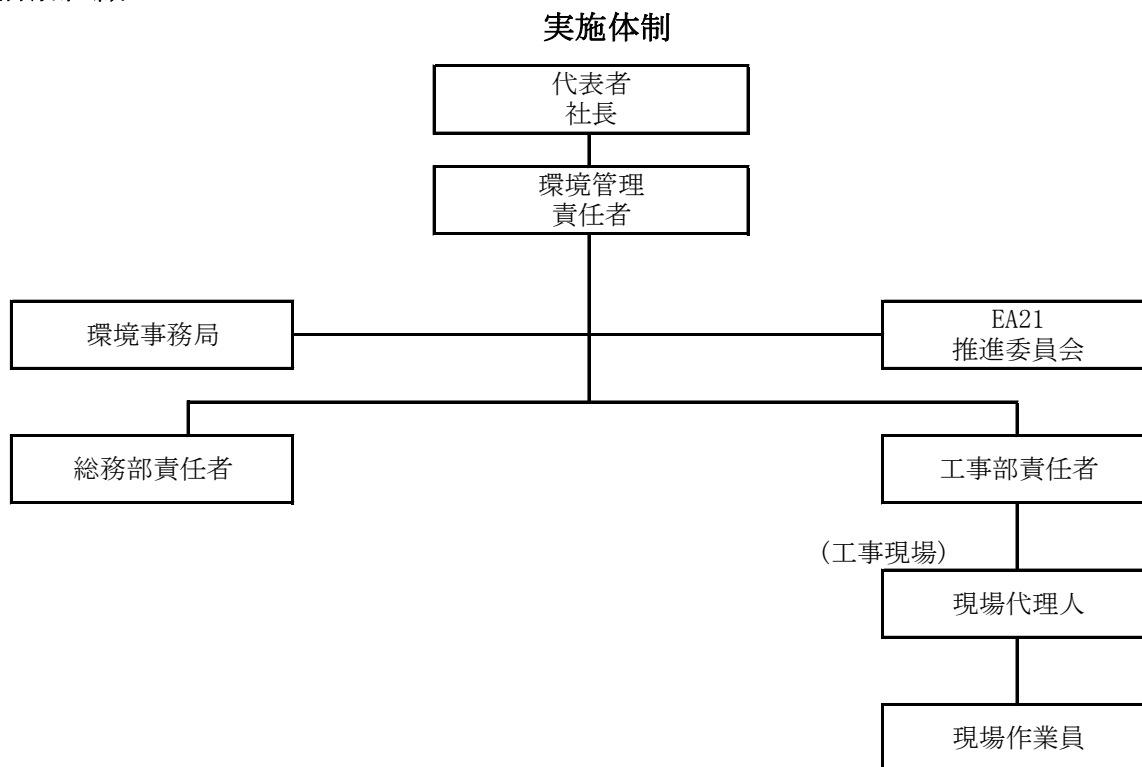 実施体制
代表者
社長
環境管理
責任者
環境事務局
EA21
推進委員会
総務部責任者
工事部責任者
(工事現場)
現場代理人
現場作業員